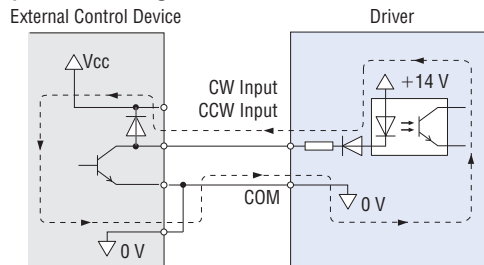 External Control Device
Driver
Vcc
CW Input
CCW Input
+14 V
COM
0 V
0 V